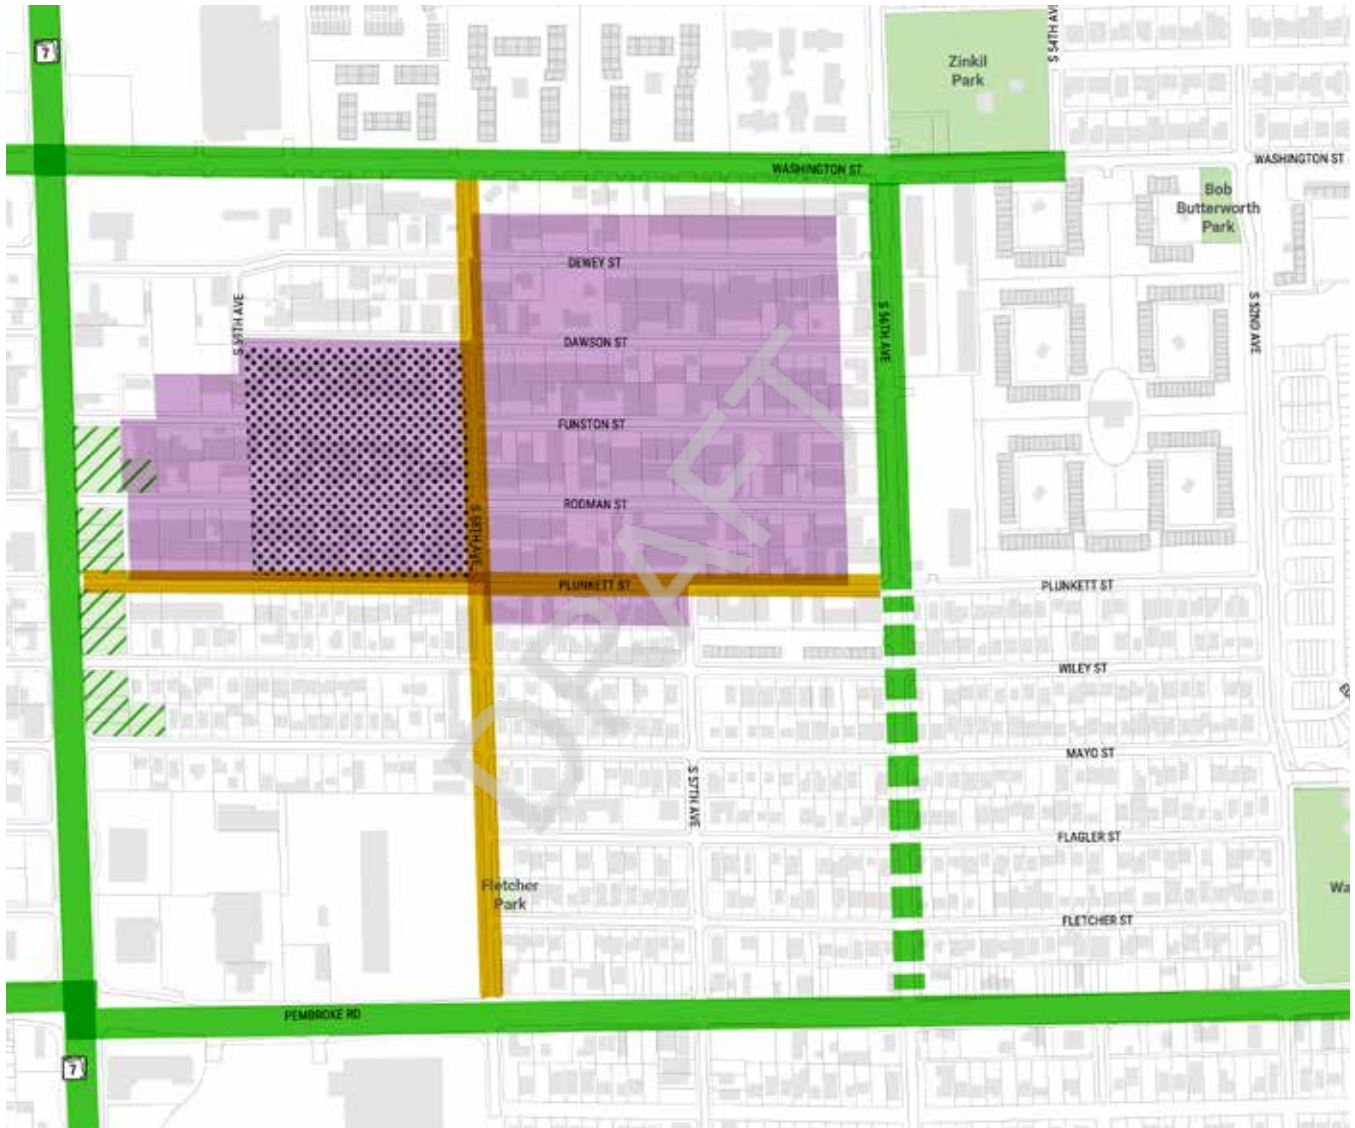 7
S 54TH AV
Zinkil
Park
WASHINGTON ST
WASHINGTON ST
Bob
Butterworth
Park
DEWEY ST
S 59TH AVE
S 56TH AVE
S 52ND AVE
DAWSON ST
FUNSTON ST
RODMAN ST
S 58TH AVE
PLUNKETT ST
PLUNKETT ST
DRAFT
WILEY ST
MAYO ST
S 57TH AVE
FLAGLER ST
Fletcher
Park
Wa
FLETCHER ST
PEMBROKE RD
7